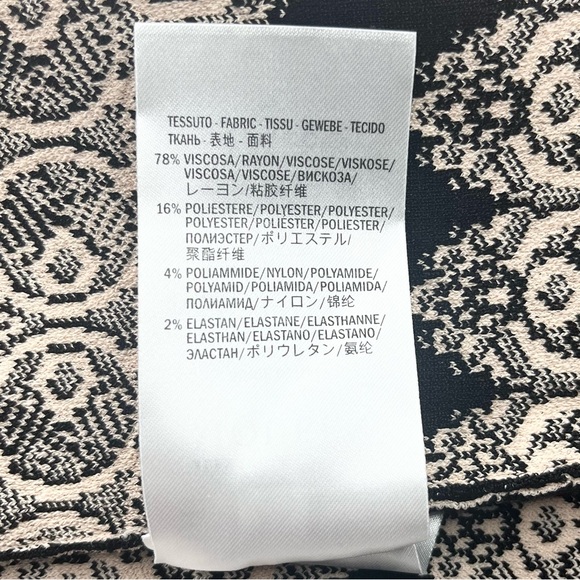 TESSUTO - FABRIC - TISSU - GEWEBE - TECIDO
ТКАНЬ - 表地 - 面料
78% VISCOSA/RAYON/VISCOSE/VISKOSE/
VISCOSA/VISCOSE/ВИСКОЗА/
レーヨン/粘胶纤维
16% POLIESTERE/POLYESTER/POLYESTER/
POLYESTER/POLIESTER/POLIESTER/
ПОЛИЭСТЕР/ポリエステル/
聚酯纤维
4% POLIAMMIDE/NYLON/POLYAMIDE/
POLYAMID/POLIAMIDA/POLIAMIDA/
ПОЛИАМИД/ナイロン/锦纶
2% ELASTAN/ELASTANE/ELASTHANNE/
ELASTHAN/ELASTANO/ELASTANO/
ЭЛАСТАН/ポリウレタン/氨纶